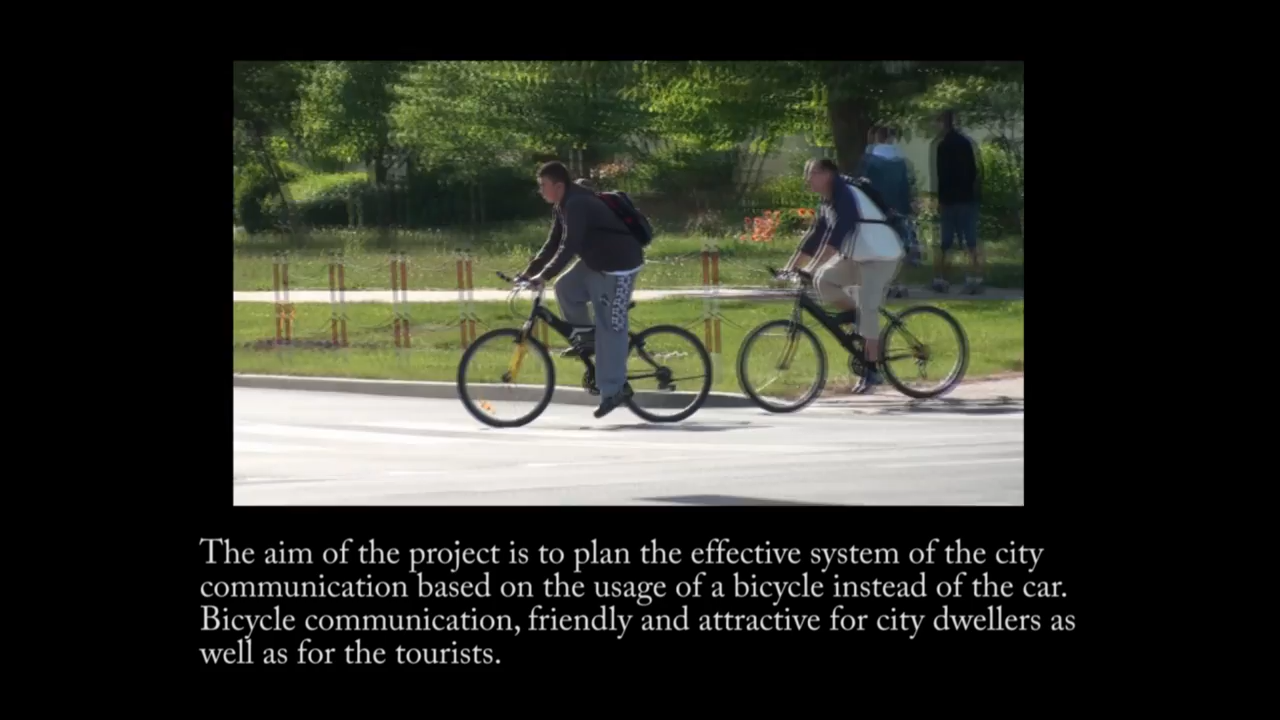 The aim of the project is to plan the effective system of the city
communication based on the usage of a bicycle instead of the car.
Bicycle communication, friendly and attractive for city dwellers as
well as for the tourists.